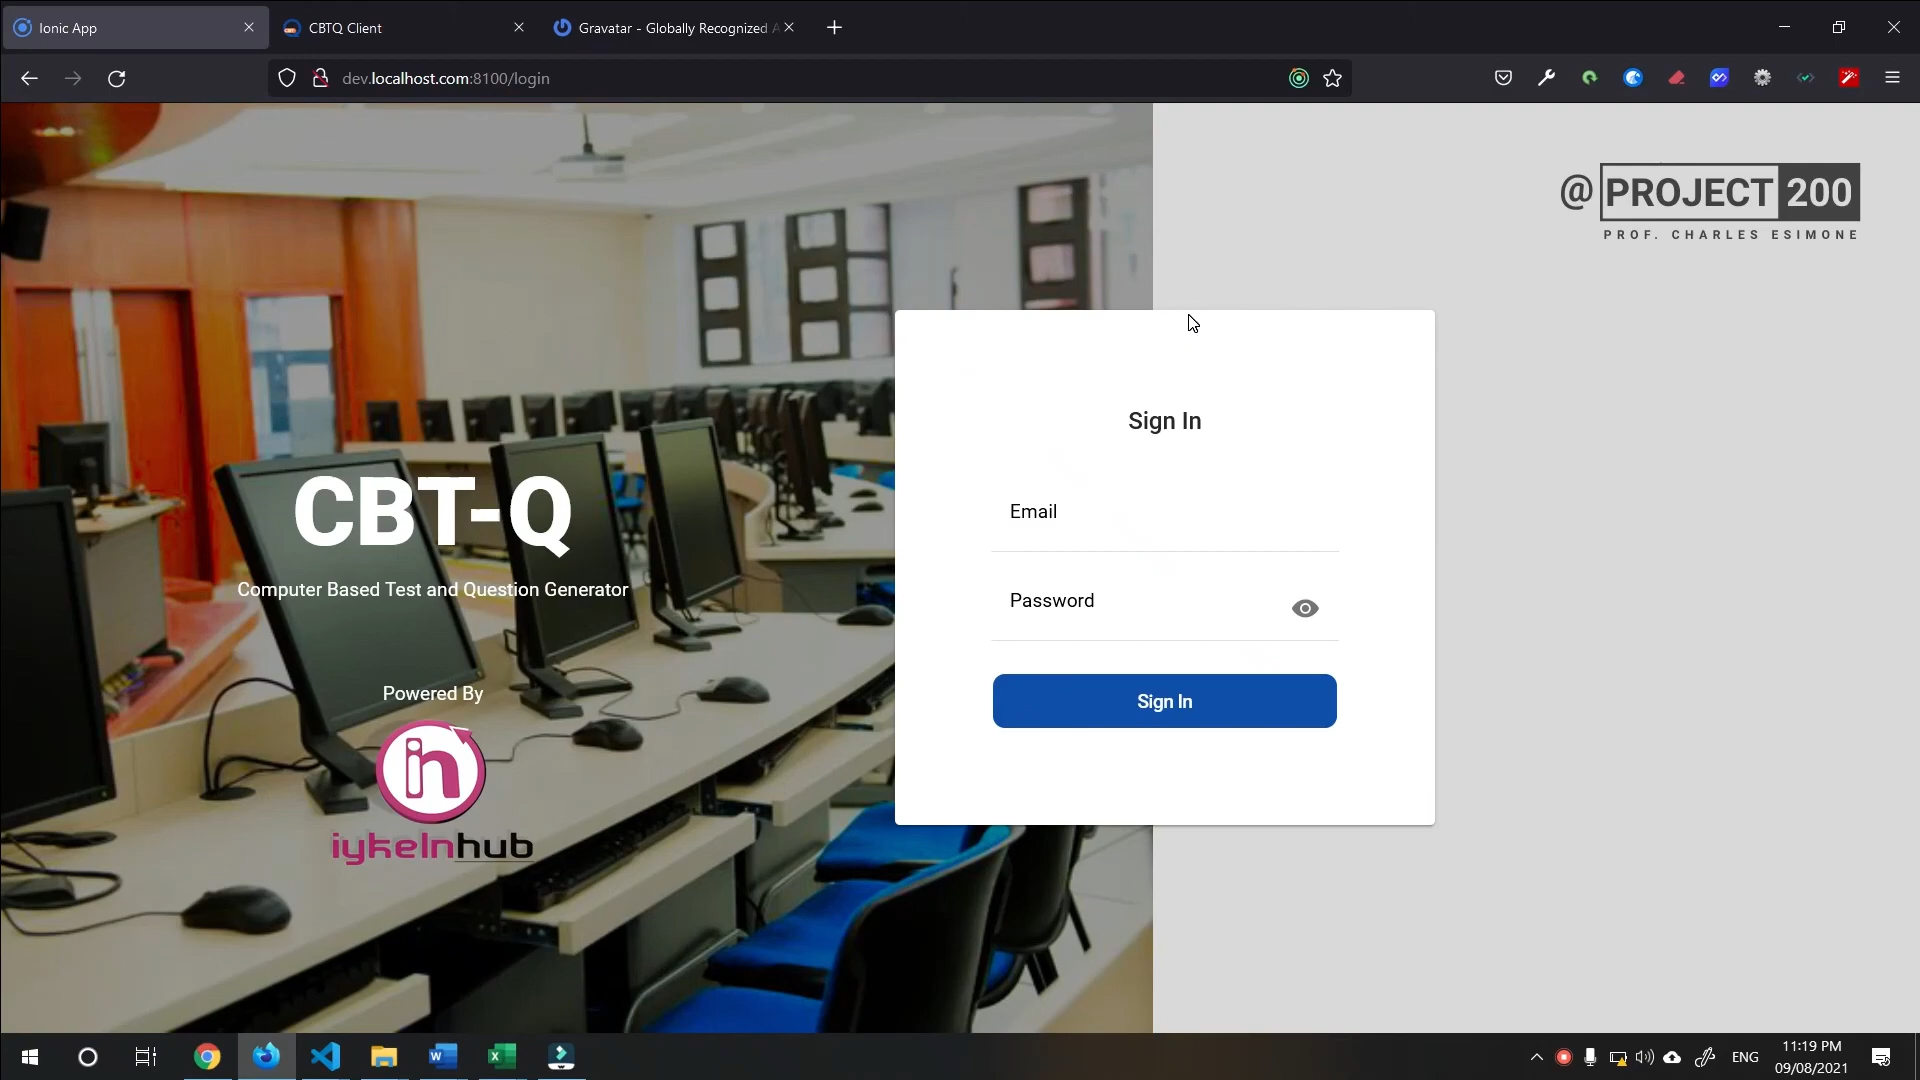 Ionic App
CBTQ Client
Gravatar - Globally Recognized A
dev.localhost.com:8100/login
@PROJECT 200
PROF. CHARLES ESIMONE
Sign In
Email
Password
Sign In
CBT-Q
Computer Based Test and Question Generator
Powered By
in
iykeInhub
ENG
11:19 PM
09/08/2021